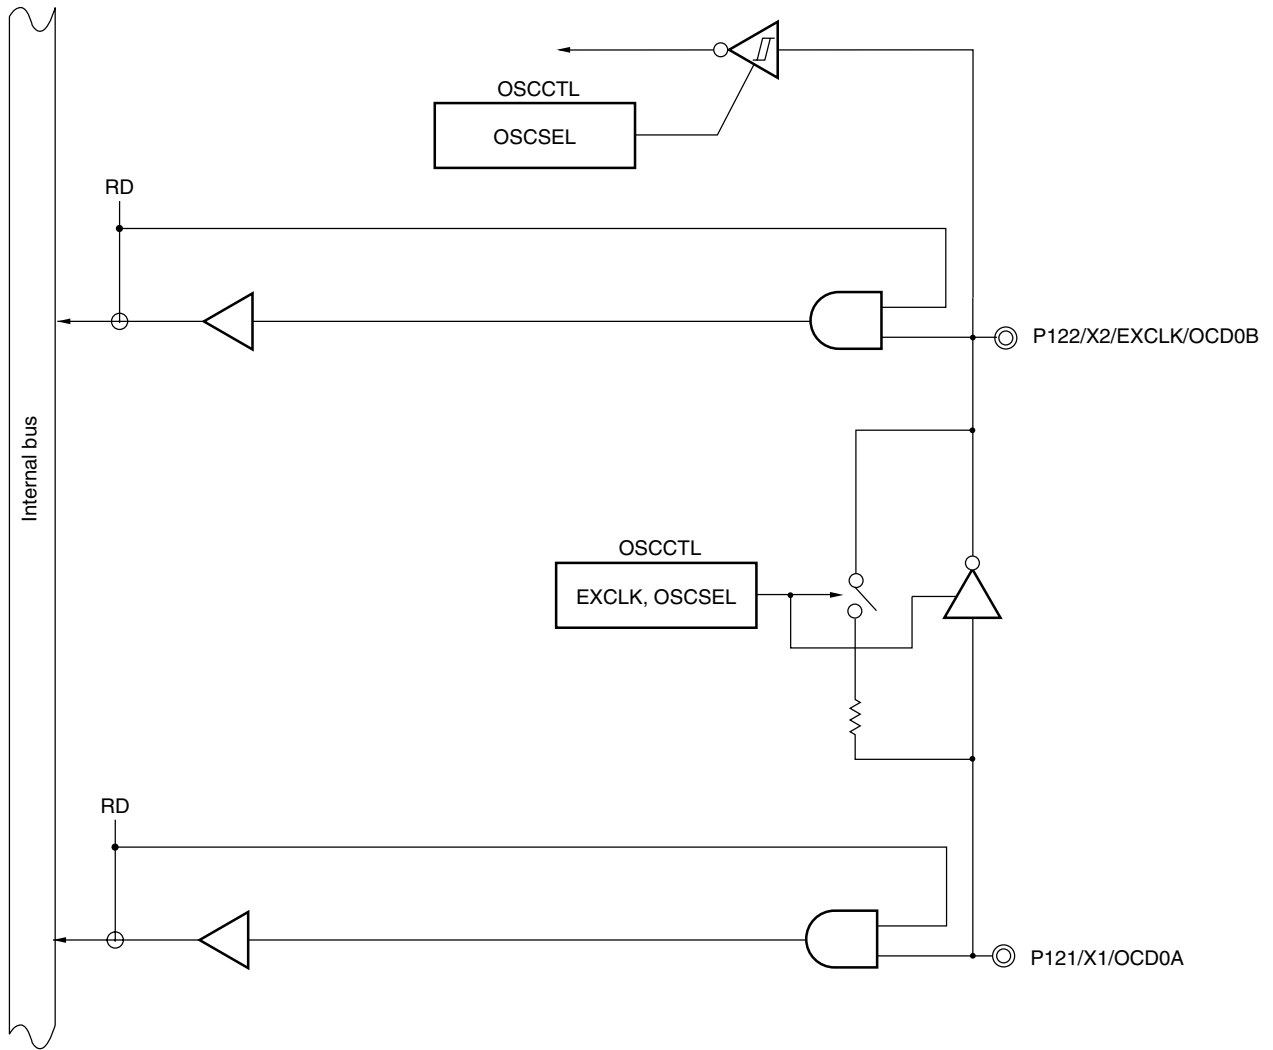 OSCCTL
OSCSEL
RD
P122/X2/EXCLK/OCD0B
Internal bus
OSCCTL
EXCLK, OSCSEL
RD
P121/X1/OCD0A